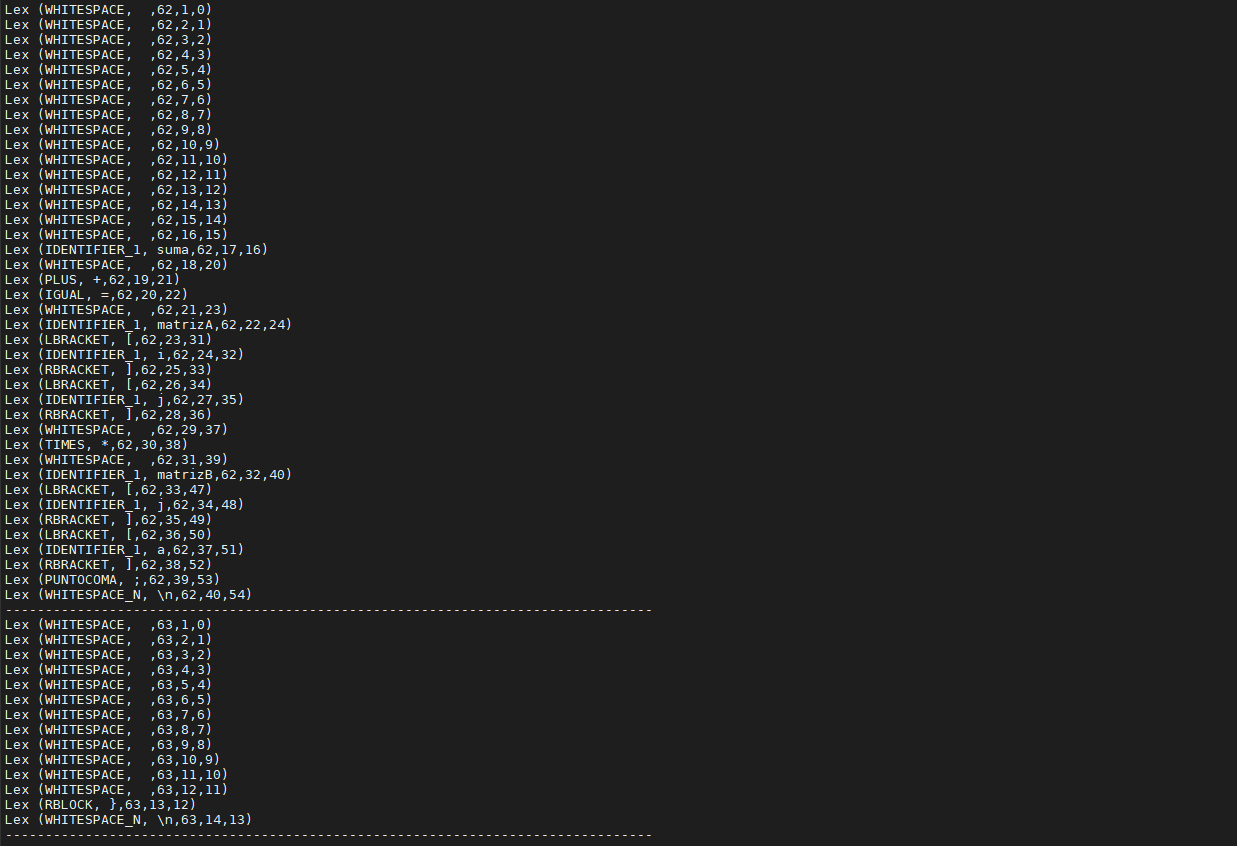 Lex (WHITESPACE,  ,62,1,0)
Lex (WHITESPACE,  ,62,2,1)
Lex (WHITESPACE,  ,62,3,2)
Lex (WHITESPACE,  ,62,4,3)
Lex (WHITESPACE,  ,62,5,4)
Lex (WHITESPACE,  ,62,6,5)
Lex (WHITESPACE,  ,62,7,6)
Lex (WHITESPACE,  ,62,8,7)
Lex (WHITESPACE,  ,62,9,8)
Lex (WHITESPACE,  ,62,10,9)
Lex (WHITESPACE,  ,62,11,10)
Lex (WHITESPACE,  ,62,12,11)
Lex (WHITESPACE,  ,62,13,12)
Lex (WHITESPACE,  ,62,14,13)
Lex (WHITESPACE,  ,62,15,14)
Lex (WHITESPACE,  ,62,16,15)
Lex (IDENTIFIER_1, suma,62,17,16)
Lex (WHITESPACE,  ,62,18,20)
Lex (PLUS, +,62,19,21)
Lex (IGUAL, =,62,20,22)
Lex (WHITESPACE,  ,62,21,23)
Lex (IDENTIFIER_1, matrizA,62,22,24)
Lex (LBRACKET, [,62,23,31)
Lex (IDENTIFIER_1, i,62,24,32)
Lex (RBRACKET, ],62,25,33)
Lex (LBRACKET, [,62,26,34)
Lex (IDENTIFIER_1, j,62,27,35)
Lex (RBRACKET, ],62,28,36)
Lex (WHITESPACE,  ,62,29,37)
Lex (TIMES, *,62,30,38)
Lex (WHITESPACE,  ,62,31,39)
Lex (IDENTIFIER_1, matrizB,62,32,40)
Lex (LBRACKET, [,62,33,47)
Lex (IDENTIFIER_1, j,62,34,48)
Lex (RBRACKET, ],62,35,49)
Lex (LBRACKET, [,62,36,50)
Lex (IDENTIFIER_1, a,62,37,51)
Lex (RBRACKET, ],62,38,52)
Lex (PUNTOCOMA, ;,62,39,53)
Lex (WHITESPACE_N, \n,62,40,54)
---------------------------------------------------------------------------------
Lex (WHITESPACE,  ,63,1,0)
Lex (WHITESPACE,  ,63,2,1)
Lex (WHITESPACE,  ,63,3,2)
Lex (WHITESPACE,  ,63,4,3)
Lex (WHITESPACE,  ,63,5,4)
Lex (WHITESPACE,  ,63,6,5)
Lex (WHITESPACE,  ,63,7,6)
Lex (WHITESPACE,  ,63,8,7)
Lex (WHITESPACE,  ,63,9,8)
Lex (WHITESPACE,  ,63,10,9)
Lex (WHITESPACE,  ,63,11,10)
Lex (WHITESPACE,  ,63,12,11)
Lex (RBLOCK, },63,13,12)
Lex (WHITESPACE_N, \n,63,14,13)
---------------------------------------------------------------------------------